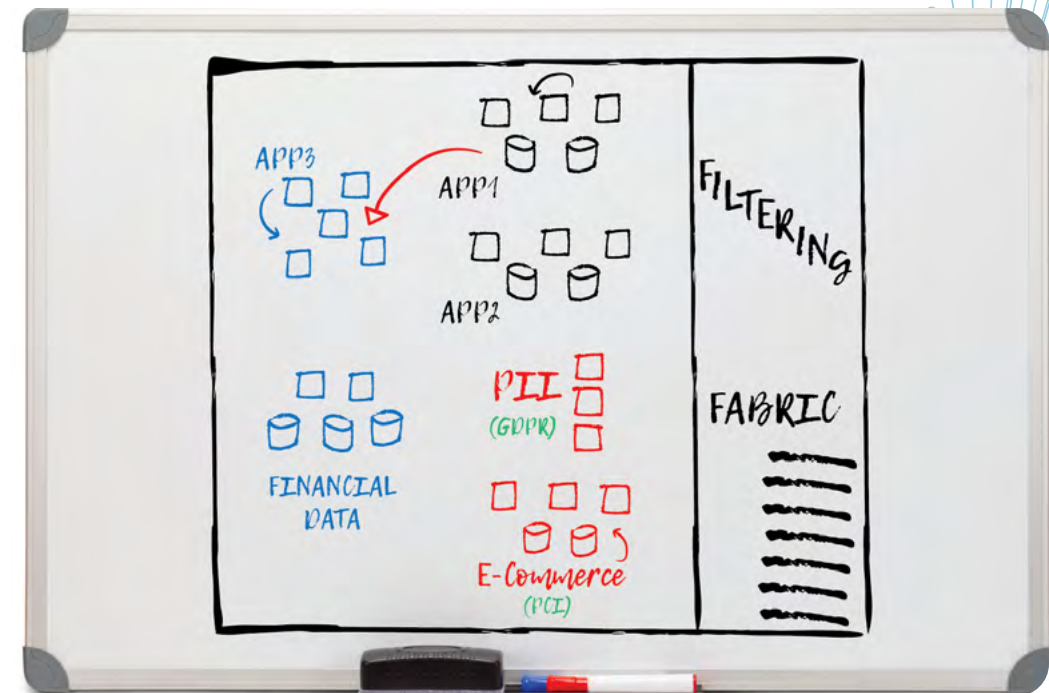 APP3
APP1
APP2
FILTERING
PII
(GDPR)
FABRIC
FINANCIAL
DATA
E-Commerce
(PCI)